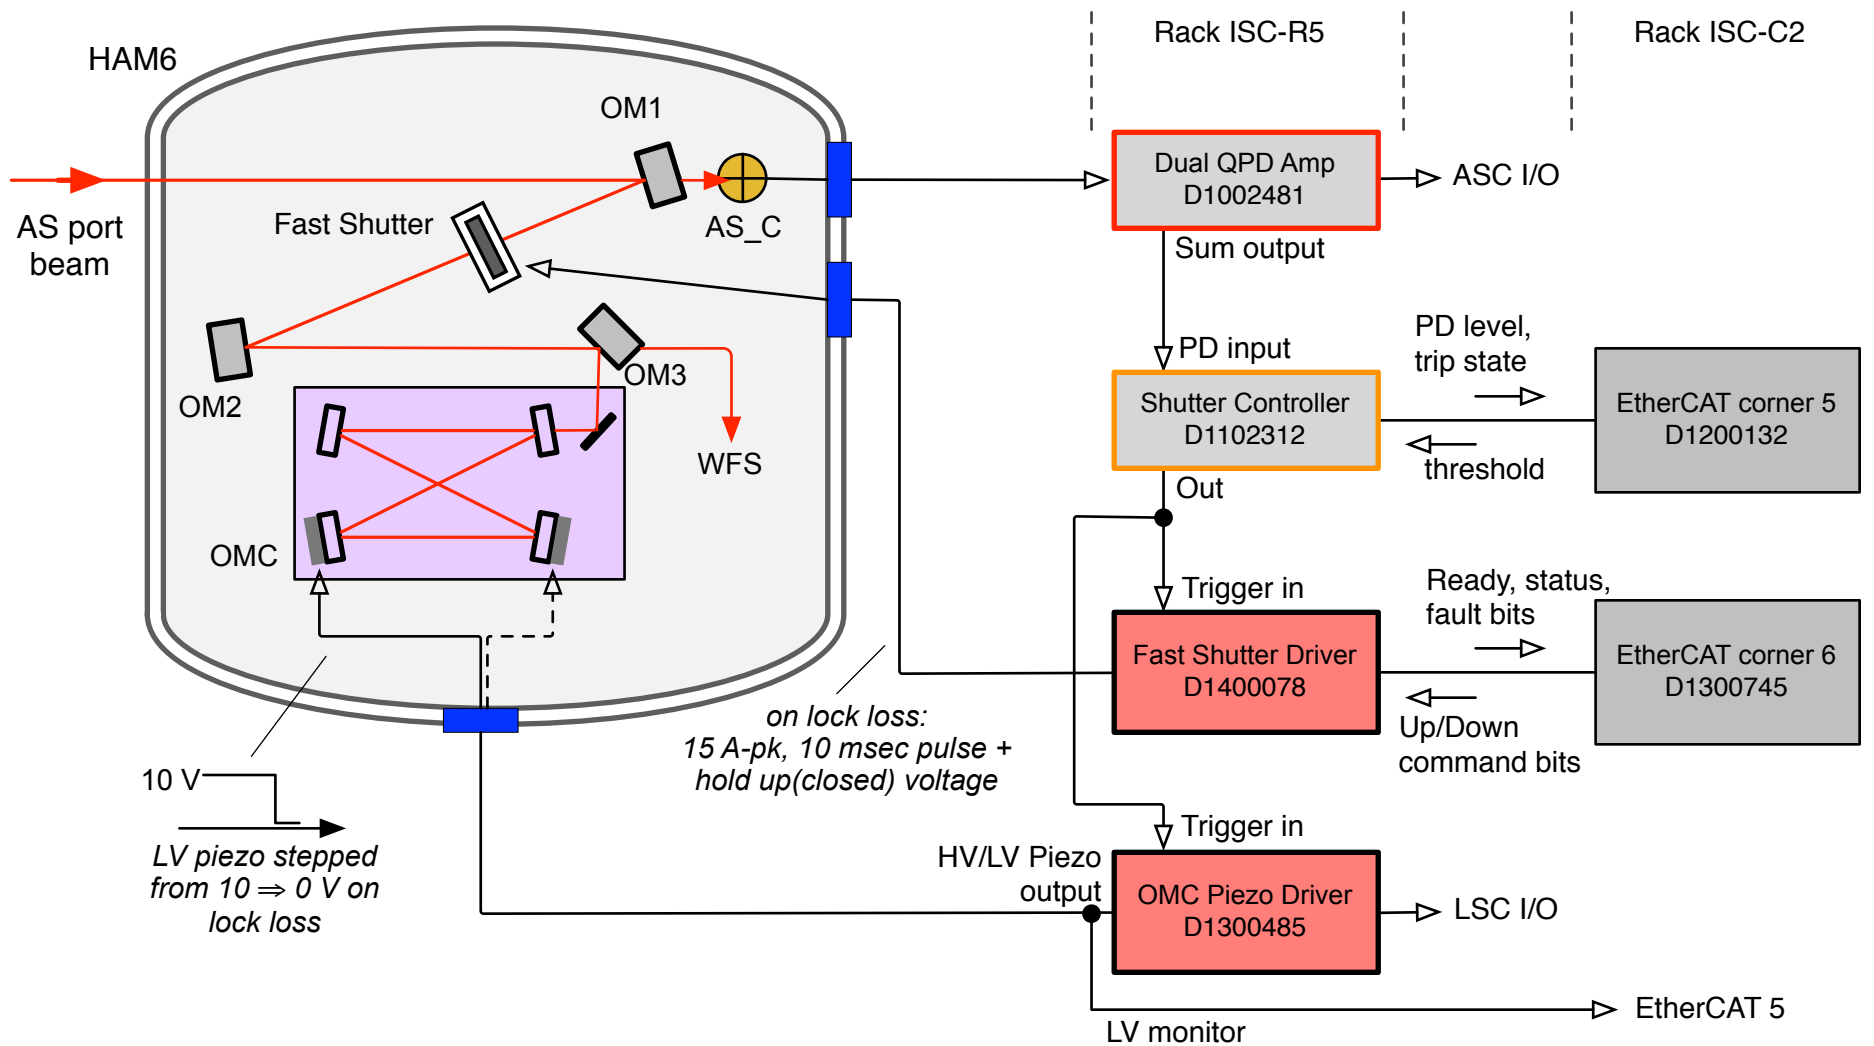 Rack ISC-R5
Rack ISC-C2
HAM6
OM1
AS port
beam
Fast Shutter
AS_C
Dual QPD Amp
D1002481
ASC I/O
Sum output
PD input
PD level,
trip state
OM2
OM3
WFS
Shutter Controller
D1102312
EtherCAT corner 5
D1200132
threshold
Out
OMC
Trigger in
Ready, status,
fault bits
Fast Shutter Driver
D1400078
EtherCAT corner 6
D1300745
Up/Down
command bits
on lock loss:
15 A-pk, 10 msec pulse +
hold up(closed) voltage
10 V
LV piezo stepped
from 10 ⇒ 0 V on
lock loss
Trigger in
HV/LV Piezo
output
OMC Piezo Driver
D1300485
LSC I/O
EtherCAT 5
LV monitor